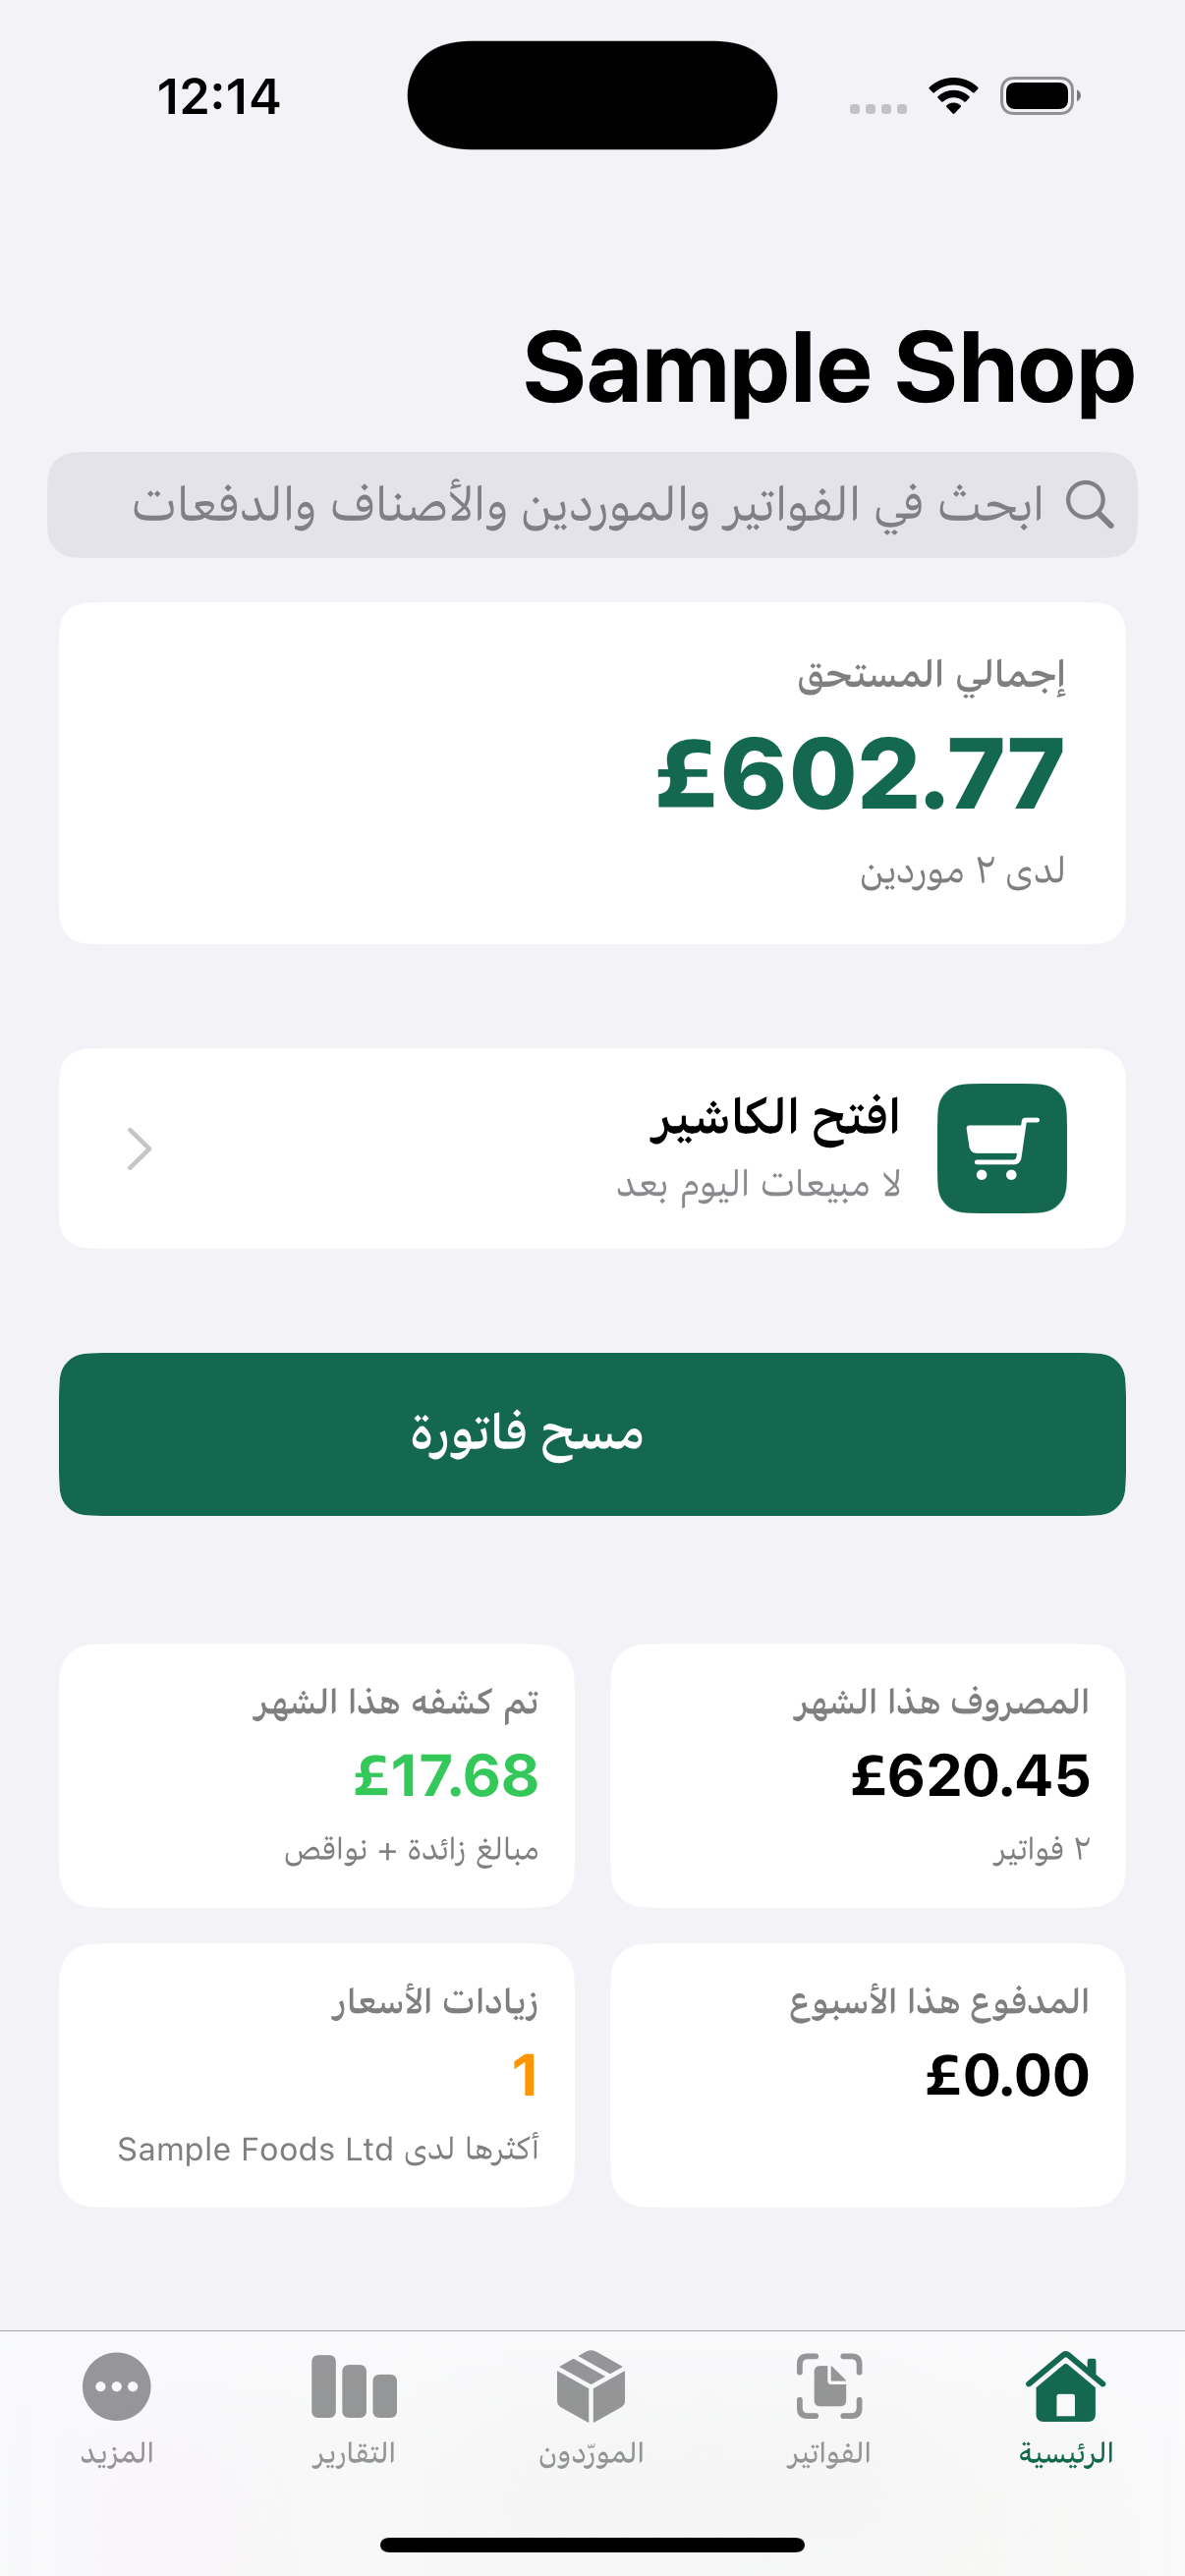 12:14
Sample Shop
ابحث في الفواتير والموردين والأصناف والدفعات
إجمالي المستحق
£602.77
لدى ٢ موردين
افتح الكاشير
لا مبيعات اليوم بعد
مسح فاتورة
المصروف هذا الشهر
£620.45
٢ فواتير
تم كشفه هذا الشهر
£17.68
مبالغ زائدة + نواقص
المدفوع هذا الأسبوع
£0.00
زيادات الأسعار
1
أكثرها لدى Sample Foods Ltd
الرئيسية
الفواتير
المورّدون
التقارير
المزيد